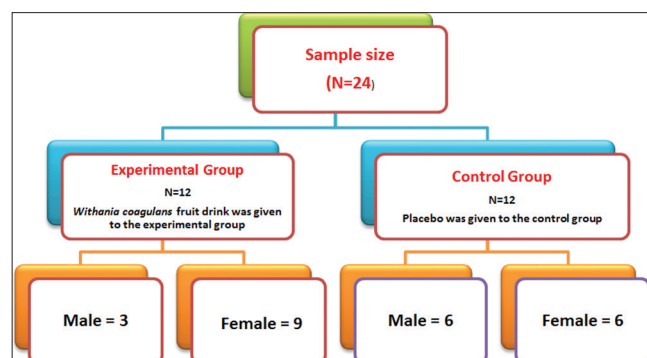 Sample size
(N=24)
Experimental Group
N=12
Withania coagulans fruit drink was given
to the experimental group
Control Group
N=12
Placebo was given to the control group
Male = 3
Female = 9
Male = 6
Female = 6